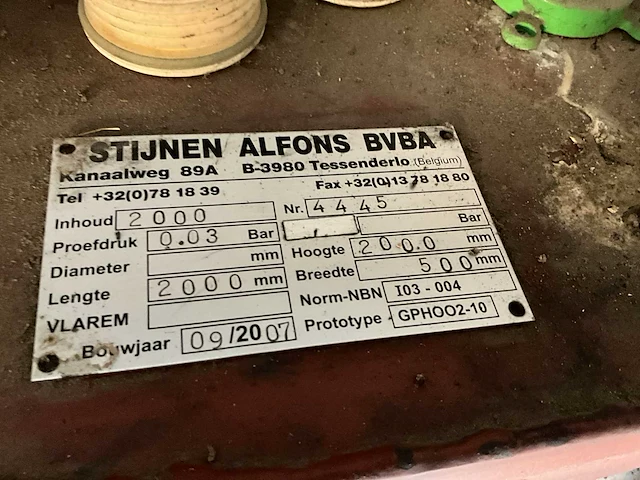 STIJNEN ALFONS BVBA
Kanaalweg 89A B-3980 Tessenderlo (Belgium)
Tel +32(0)78 18 39 Fax +32(0)13 78 18 80
Inhoud 2000 Nr. 4445
Proefdruk 0.03 Bar Bar
Diameter mm Hoogte 2000 mm
Lengte 2000 mm Breedte 500 mm
VLAREM Norm-NBN I03-004
Bouwjaar 09/2007 Prototype - GPHOO2-10